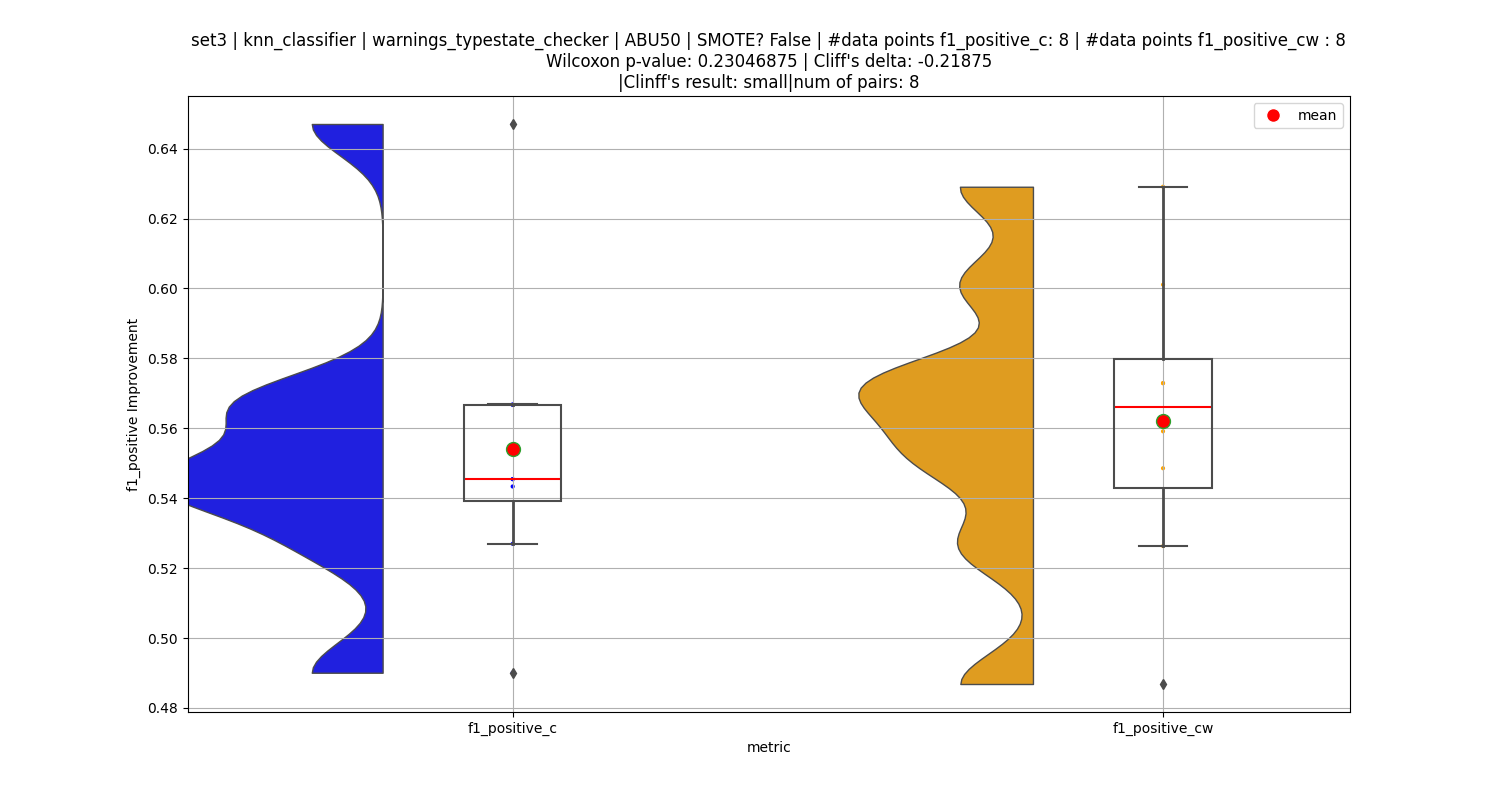 set3 | knn_classifier | warnings_typestate_checker | ABU50 | SMOTE? False | #data points f1_positive_c: 8 | #data points f1_positive_cw : 8
Wilcoxon p-value: 0.23046875 | Cliff's delta: -0.21875
|Clinff's result: small|num of pairs: 8
mean
0.64
0.62
0.60
0.58
0.56
0.54
0.52
0.50
0.48
f1_positive Improvement
f1_positive_c
f1_positive_cw
metric